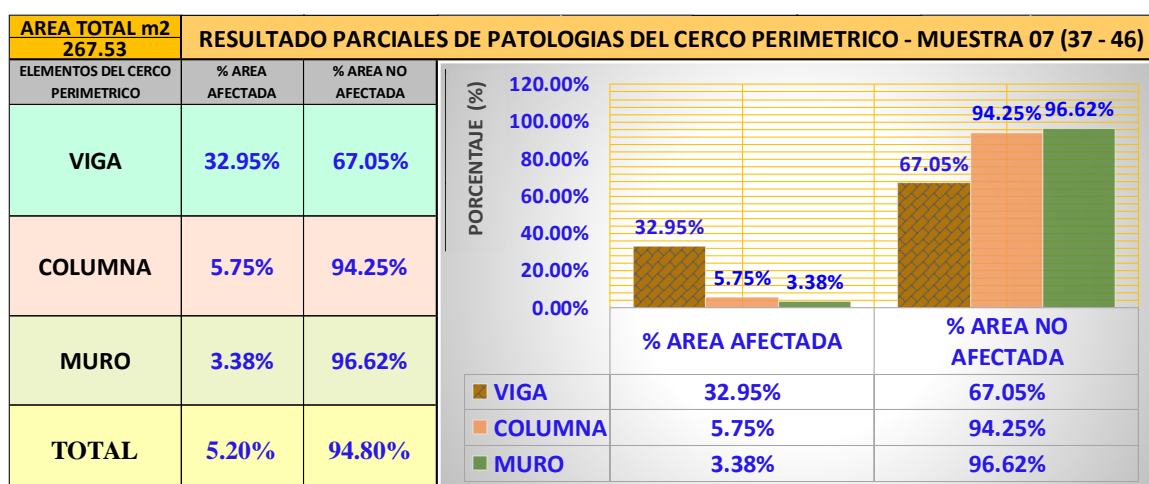 AREA TOTAL m2
267.53
RESULTADO PARCIALES DE PATOLOGIAS DEL CERCO PERIMETRICO - MUESTRA 07 (37 - 46)
ELEMENTOS DEL CERCO
PERIMETRICO
% AREA
AFECTADA
% AREA NO
AFECTADA
VIGA
32.95%
67.05%
COLUMNA
5.75%
94.25%
MURO
3.38%
96.62%
TOTAL
5.20%
94.80%
PORCENTAJE (%)
120.00%
100.00%
80.00%
60.00%
40.00%
20.00%
0.00%
32.95%
5.75%
3.38%
67.05%
94.25%
96.62%
% AREA AFECTADA
% AREA NO
AFECTADA
VIGA
32.95%
67.05%
COLUMNA
5.75%
94.25%
MURO
3.38%
96.62%